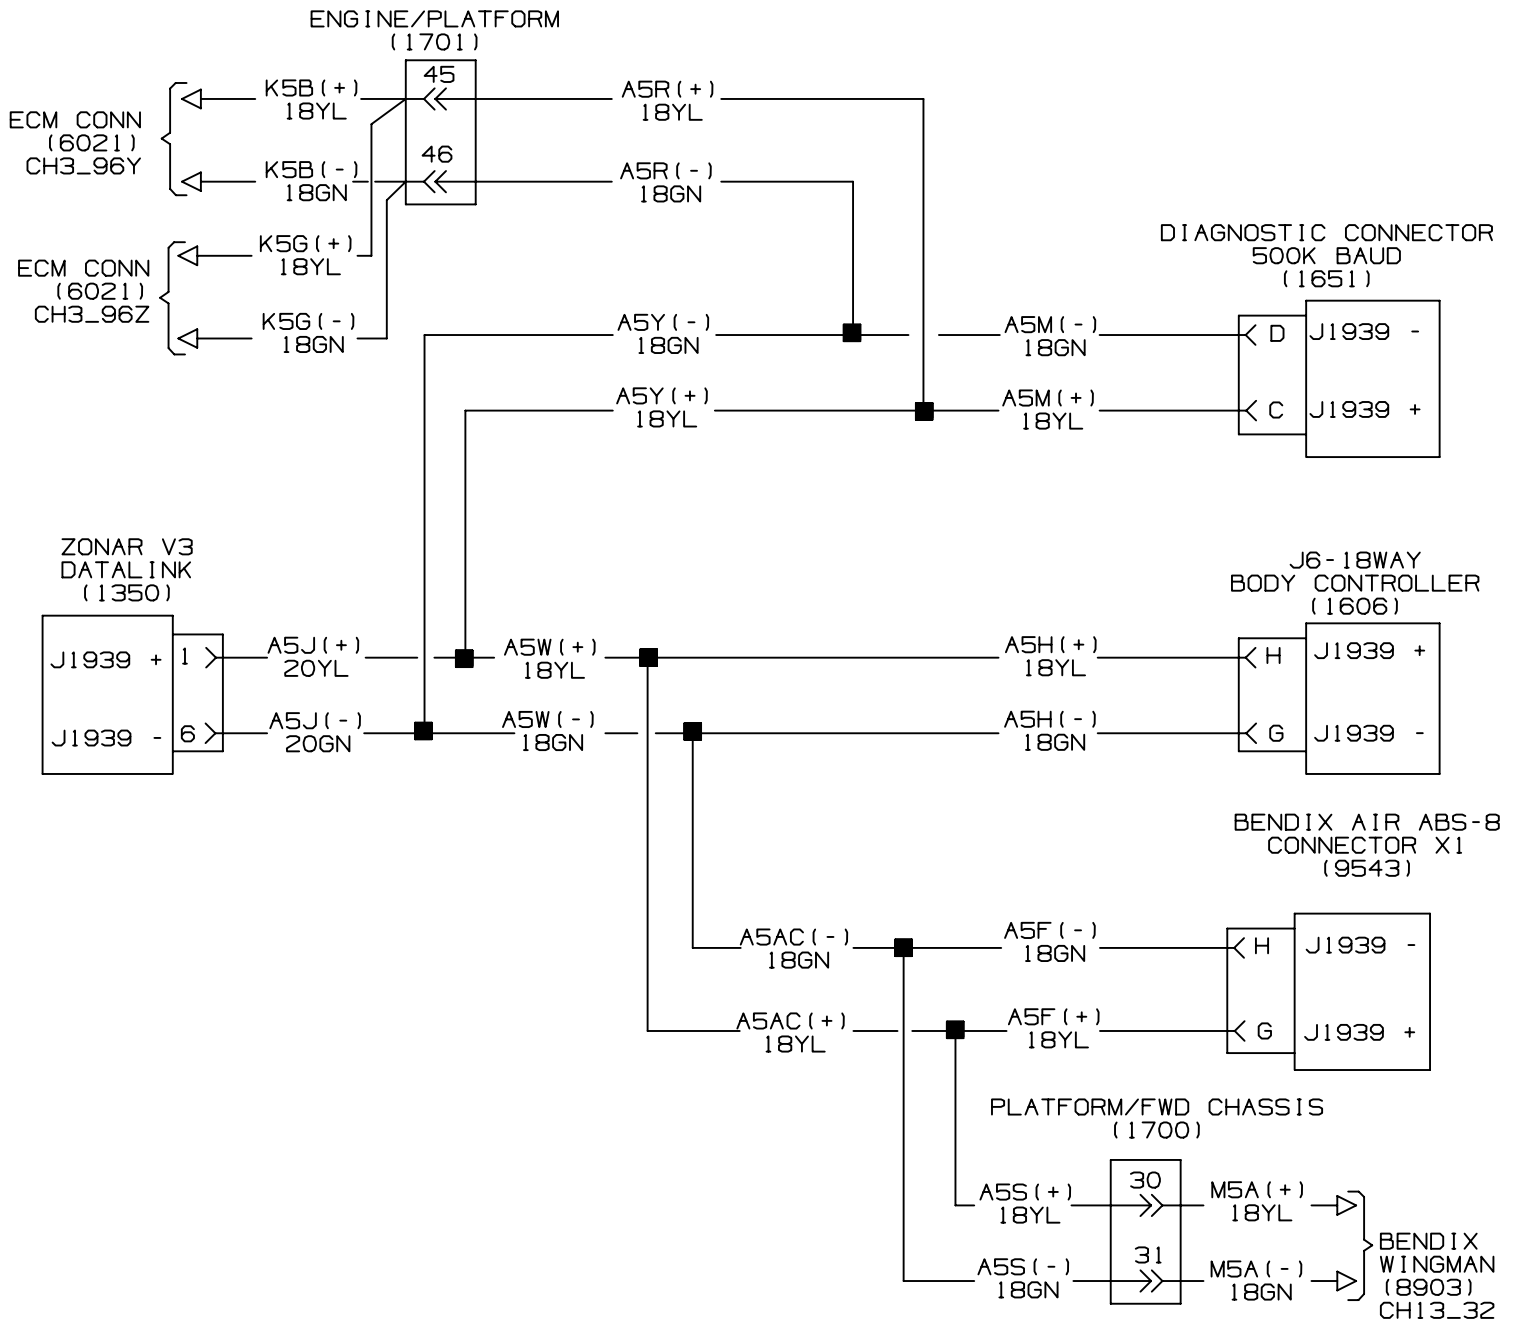 ENGINE/PLATFORM
(1701)
45
K5B(+)
18YL
A5R(+)
18YL
ECM CONN
(6021)
CH3_96Y
46
K5B(-)
18GN
A5R(-)
18GN
K5G(+)
18YL
ECM CONN
(6021)
CH3_96Z
K5G(-)
18GN
DIAGNOSTIC CONNECTOR
500K BAUD
(1651)
A5Y(-)
18GN
A5M(-)
18GN
D
J1939 -
A5Y(+)
18YL
A5M(+)
18YL
C
J1939 +
ZONAR V3
DATALINK
(1350)
J6-18WAY
BODY CONTROLLER
(1606)
J1939 +
1
A5J(+)
20YL
A5W(+)
18YL
A5H(+)
18YL
H
J1939 +
J1939 -
6
A5J(-)
20GN
A5W(-)
18GN
A5H(-)
18GN
G
J1939 -
BENDIX AIR ABS-8
CONNECTOR X1
(9543)
A5AC(-)
18GN
A5F(-)
18GN
H
J1939 -
A5AC(+)
18YL
A5F(+)
18YL
G
J1939 +
PLATFORM/FWD CHASSIS
(1700)
A5S(+)
18YL
30
M5A(+)
18YL
A5S(-)
18GN
31
M5A(-)
18GN
BENDIX
WINGMAN
(8903)
CH13_32